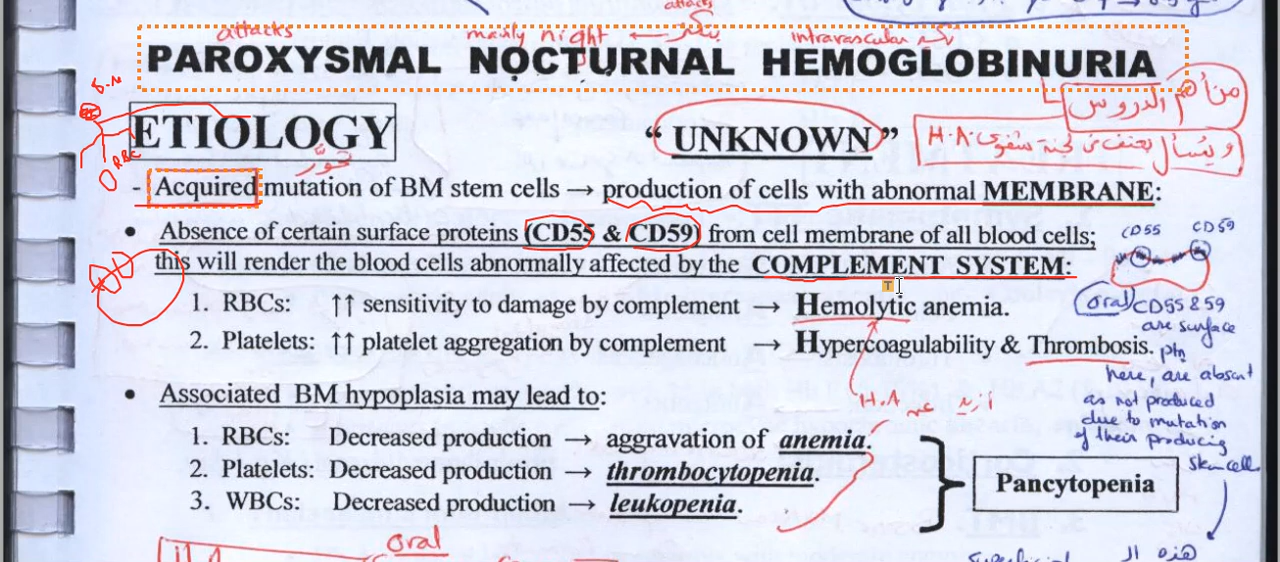 attacks
attacks
mainly night ←
intravascular
PAROXYSMAL NOCTURNAL HEMOGLOBINURIA
B.M
RBC
من أهم الدروس
ETIOLOGY
“ UNKNOWN ”
H.A
- Acquired mutation of BM stem cells → production of cells with abnormal MEMBRANE:
• Absence of certain surface proteins (CD55 & CD59) from cell membrane of all blood cells;
this will render the blood cells abnormally affected by the COMPLEMENT SYSTEM:
1. RBCs: ↑↑ sensitivity to damage by complement → Hemolytic anemia.
2. Platelets: ↑↑ platelet aggregation by complement → Hypercoagulability & Thrombosis.
CD55 CD59
Oral CD55 & 59
are surface
ptn
here are absent
as not produced
due to mutation
of their producing
stem cell
• Associated BM hypoplasia may lead to:
H.A
1. RBCs: Decreased production → aggravation of anemia.
2. Platelets: Decreased production → thrombocytopenia.
3. WBCs: Decreased production → leukopenia.
Pancytopenia
Oral
هذه ال